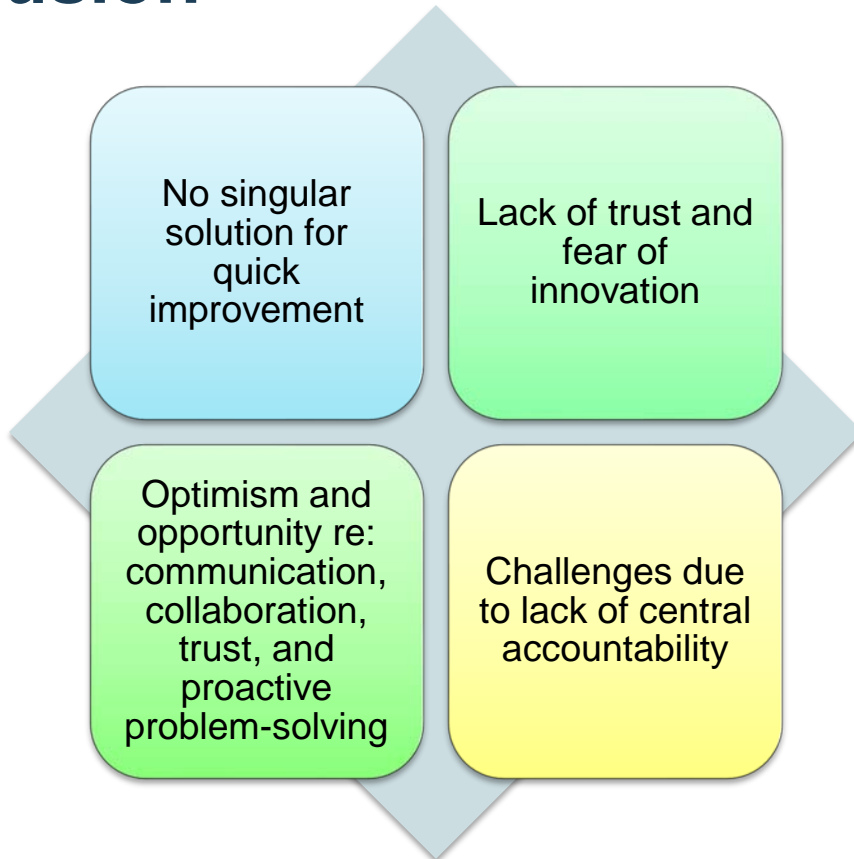 No singular
solution for
quick
improvement
Lack of trust and
fear of
innovation
Optimism and
opportunity re:
communication,
collaboration,
trust, and
proactive
problem-solving
Challenges due
to lack of central
accountability